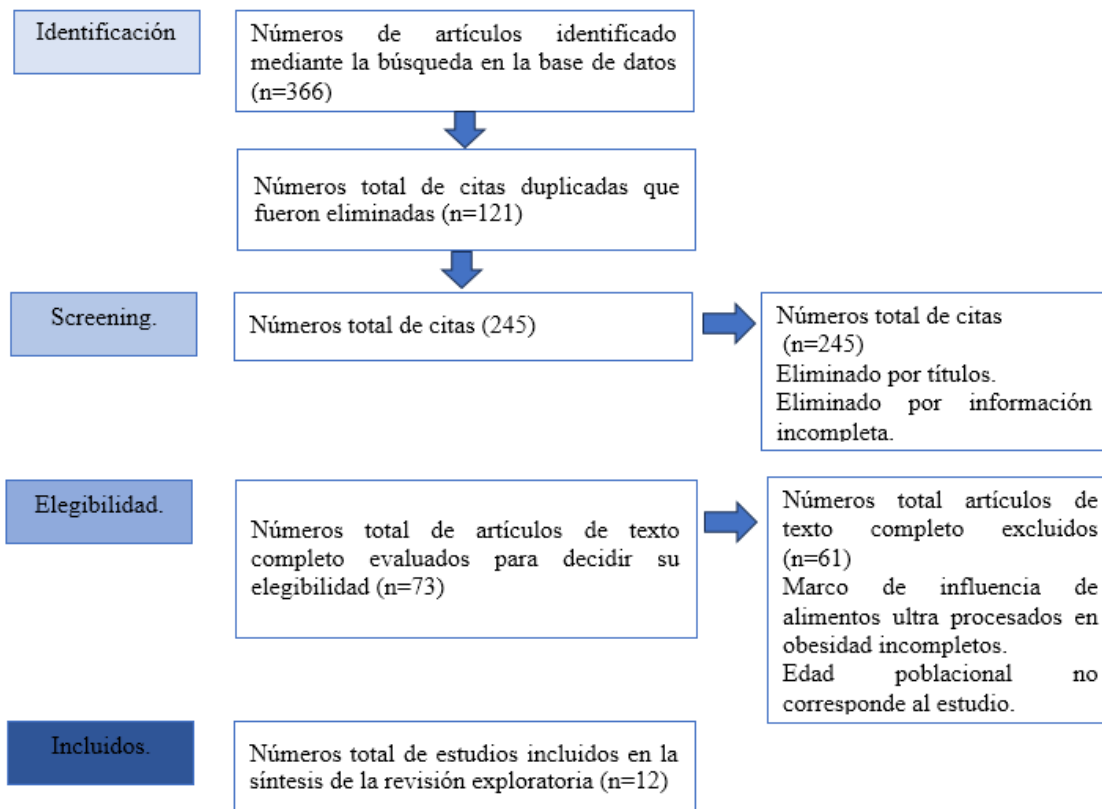 Identificación
Números de artículos identificado
mediante la búsqueda en la base de datos
(n=366)
Números total de citas duplicadas que
fueron eliminadas (n=121)
Screening.
Números total de citas (245)
Números total de citas
(n=245)
Eliminado por títulos.
Eliminado por información
incompleta.
Elegibilidad.
Números total de artículos de texto
completo evaluados para decidir su
elegibilidad (n=73)
Números total artículos de
texto completo excluidos
(n=61)
Marco de influencia de
alimentos ultra procesados en
obesidad incompletos.
Edad poblacional no
corresponde al estudio.
Incluidos.
Números total de estudios incluidos en la
síntesis de la revisión exploratoria (n=12)